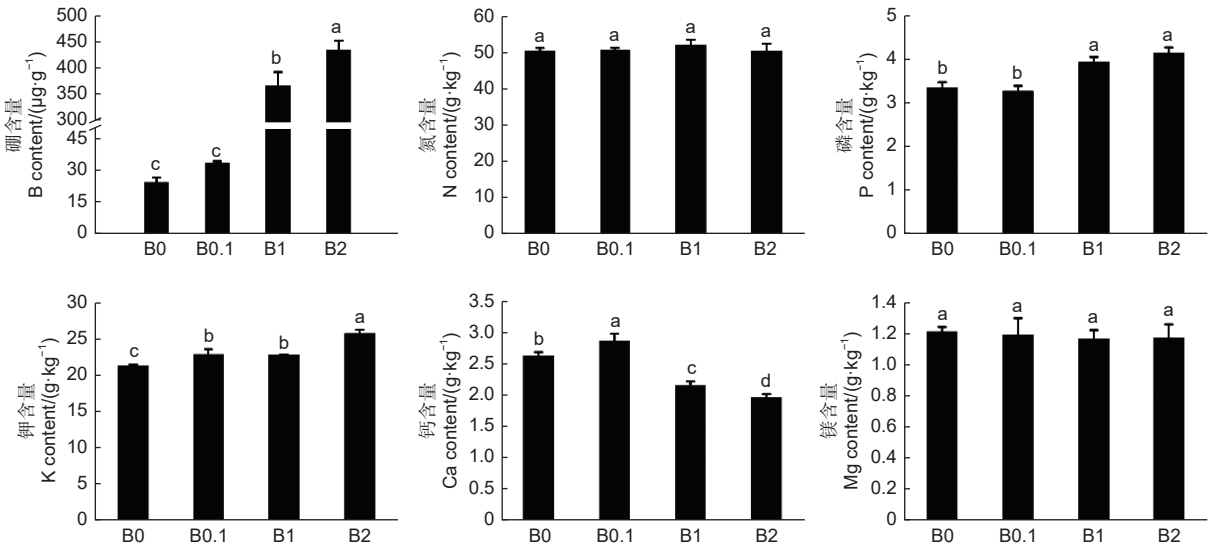 硼含量
B content/(μg·g⁻¹)
500
450
400
350
300
45
30
15
0
c
c
b
a
B0
B0.1
B1
B2
氮含量
N content/(g·kg⁻¹)
60
50
40
30
20
10
0
a
a
a
a
B0
B0.1
B1
B2
磷含量
P content/(g·kg⁻¹)
5
4
3
2
1
0
b
b
a
a
B0
B0.1
B1
B2
钾含量
K content/(g·kg⁻¹)
30
25
20
15
10
5
0
c
b
b
a
B0
B0.1
B1
B2
钙含量
Ca content/(g·kg⁻¹)
3.5
3.0
2.5
2.0
1.5
1.0
0.5
0
b
a
c
d
B0
B0.1
B1
B2
镁含量
Mg content/(g·kg⁻¹)
1.4
1.2
1.0
0.8
0.6
0.4
0.2
0
a
a
a
a
B0
B0.1
B1
B2